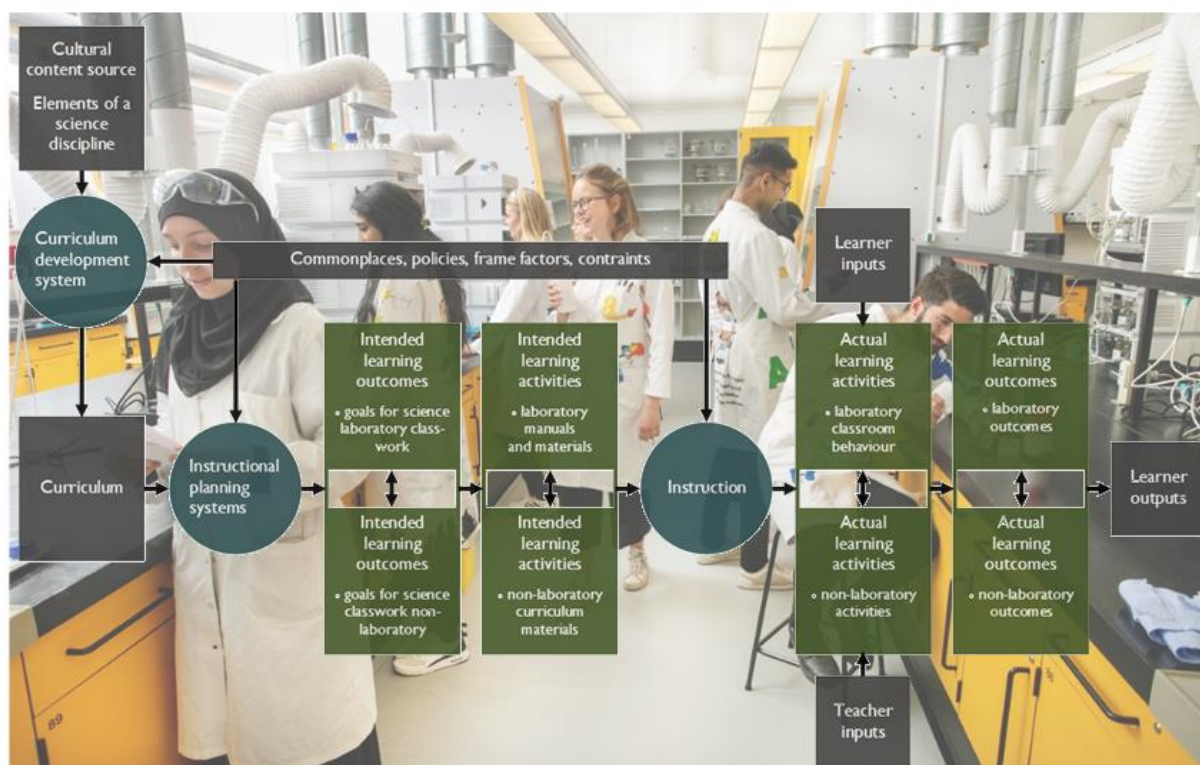 Cultural
content source
Elements of a
science
discipline
Curriculum
development
system
Commonplaces, policies, frame factors, contraints
Learner
inputs
Intended
learning
outcomes
• goals for science
laboratory class-
work
Intended
learning
activities
• laboratory
manuals
and materials
Actual
learning
activities
• laboratory
classroom
behaviour
Actual
learning
outcomes
• laboratory
outcomes
Curriculum
Instructional
planning
systems
Instruction
Learner
outputs
Intended
learning
outcomes
• goals for science
classwork non-
laboratory
Intended
learning
activities
• non-laboratory
curriculum
materials
Actual
learning
activities
• non-laboratory
activities
Actual
learning
outcomes
• non-laboratory
outcomes
Teacher
inputs
89